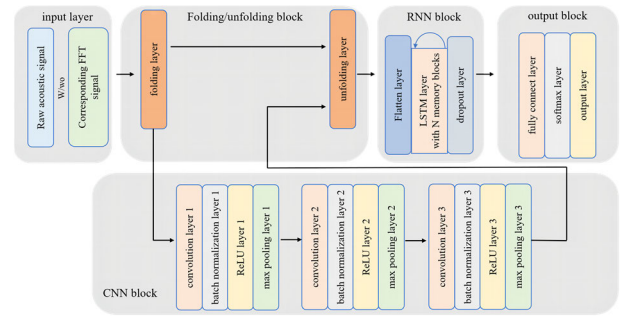 input layer
Raw acoustic signal
W/wo
Corresponding FFT
signal
Folding/unfolding block
folding layer
unfolding layer
RNN block
Flatten layer
LSTM layer
with N memory blocks
dropout layer
output block
fully connect layer
softmax layer
output layer
CNN block
convolution layer 1
batch normalization layer 1
ReLU layer 1
max pooling layer 1
convolution layer 2
batch normalization layer 2
ReLU layer 2
max pooling layer 2
convolution layer 3
batch normalization layer 3
ReLU layer 3
max pooling layer 3